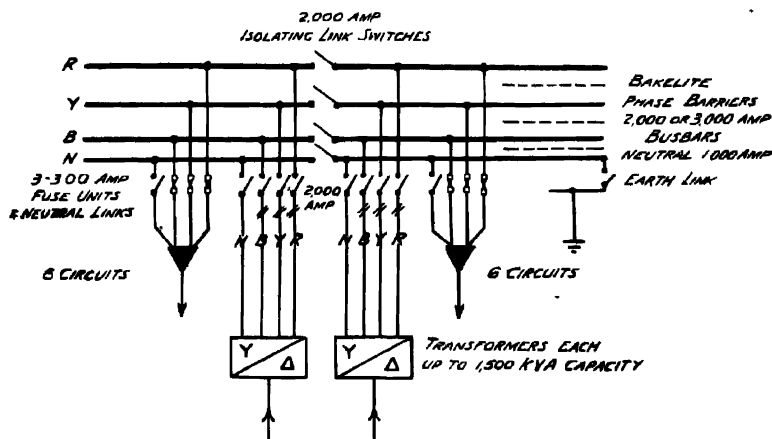 2,000 AMP
ISOLATING LINK SWITCHES
R
Y
B
N
BAKELITE
PHASE BARRIERS
2,000 OR 3,000 AMP
BUSBARS
NEUTRAL 1000 AMP
EARTH LINK
3-300 AMP
FUSE UNITS
& NEUTRAL LINKS
2,000
AMP
N B Y R
N B Y R
6 CIRCUITS
6 CIRCUITS
Y Δ
Y Δ
TRANSFORMERS EACH
UP TO 1,500 KVA CAPACITY